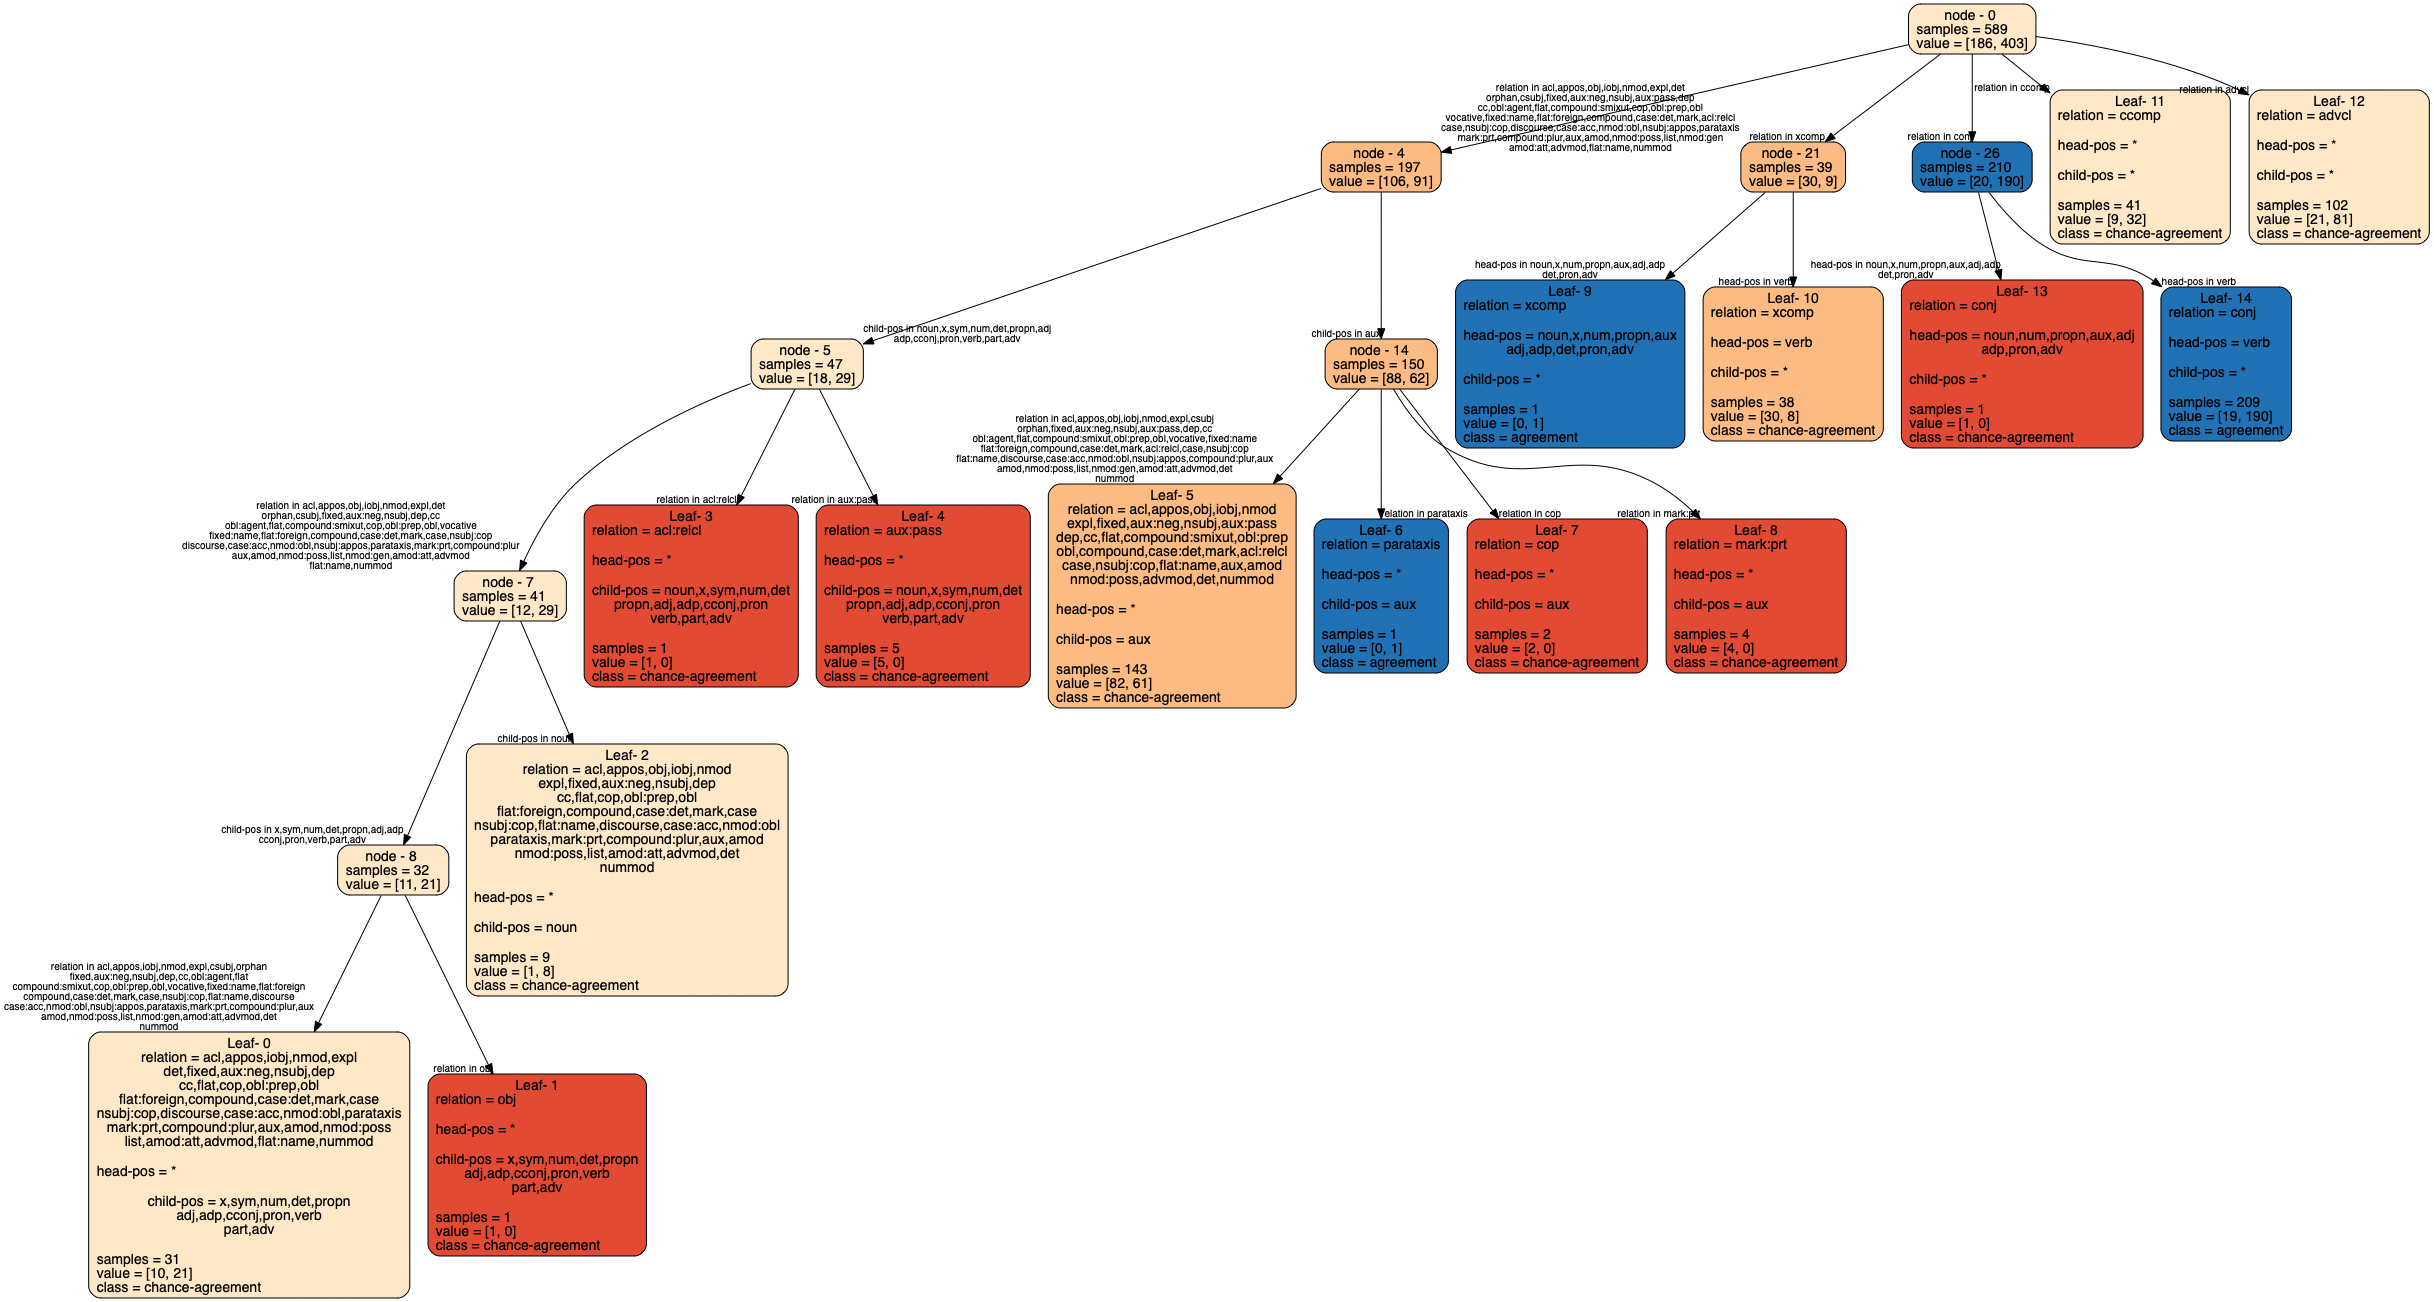 node - 0
samples = 589
value = [186, 403]
relation in acl,appos,obj,iobj,nmod,expl,det
orphan,csubj,fixed,aux:neg,nsubj,aux:pass,dep
cc,obl:agent,flat,compound:smixut,cop,obl:prep,obl
vocative,fixed:name,flat:foreign,compound,case:det,mark,acl:relcl
case,nsubj:cop,discourse,case:acc,nmod:obl,nsubj:appos,parataxis
mark:prt,compound:plur,aux,amod,nmod:poss,list,nmod:gen
amod:att,advmod,flat:name,nummod
relation in xcomp
relation in conj
relation in ccomp
relation in advcl
node - 4
samples = 197
value = [106, 91]
node - 21
samples = 39
value = [30, 9]
node - 26
samples = 210
value = [20, 190]
Leaf- 11
relation = ccomp
head-pos = *
child-pos = *
samples = 41
value = [9, 32]
class = chance-agreement
Leaf- 12
relation = advcl
head-pos = *
child-pos = *
samples = 102
value = [21, 81]
class = chance-agreement
child-pos in noun,x,sym,num,det,propn,adj
adp,cconj,pron,verb,part,adv
child-pos in aux
head-pos in noun,x,num,propn,aux,adj,adp
det,pron,adv
head-pos in verb
head-pos in noun,x,num,propn,aux,adj,adp
det,pron,adv
head-pos in verb
node - 5
samples = 47
value = [18, 29]
node - 14
samples = 150
value = [88, 62]
Leaf- 9
relation = xcomp
head-pos = noun,x,num,propn,aux
adj,adp,det,pron,adv
child-pos = *
samples = 1
value = [0, 1]
class = agreement
Leaf- 10
relation = xcomp
head-pos = verb
child-pos = *
samples = 38
value = [30, 8]
class = chance-agreement
Leaf- 13
relation = conj
head-pos = noun,num,propn,aux,adj
adp,pron,adv
child-pos = *
samples = 1
value = [1, 0]
class = chance-agreement
Leaf- 14
relation = conj
head-pos = verb
child-pos = *
samples = 209
value = [19, 190]
class = agreement
relation in acl,appos,obj,iobj,nmod,expl,det
orphan,csubj,fixed,aux:neg,nsubj,dep,cc
obl:agent,flat,compound:smixut,cop,obl:prep,obl,vocative
fixed:name,flat:foreign,compound,case:det,mark,case,nsubj:cop
discourse,case:acc,nmod:obl,nsubj:appos,parataxis,mark:prt,compound:plur
aux,amod,nmod:poss,list,nmod:gen,amod:att,advmod
flat:name,nummod
relation in acl:relcl
relation in aux:pass
relation in acl,appos,obj,iobj,nmod,expl,csubj
orphan,fixed,aux:neg,nsubj,aux:pass,dep,cc
obl:agent,flat,compound:smixut,obl:prep,obl,vocative,fixed:name
flat:foreign,compound,case:det,mark,acl:relcl,case,nsubj:cop
flat:name,discourse,case:acc,nmod:obl,nsubj:appos,compound:plur,aux
amod,nmod:poss,list,nmod:gen,amod:att,advmod,det
nummod
relation in parataxis
relation in cop
relation in mark:prt
node - 7
samples = 41
value = [12, 29]
Leaf- 3
relation = acl:relcl
head-pos = *
child-pos = noun,x,sym,num,det
propn,adj,adp,cconj,pron
verb,part,adv
samples = 1
value = [1, 0]
class = chance-agreement
Leaf- 4
relation = aux:pass
head-pos = *
child-pos = noun,x,sym,num,det
propn,adj,adp,cconj,pron
verb,part,adv
samples = 5
value = [5, 0]
class = chance-agreement
Leaf- 5
relation = acl,appos,obj,iobj,nmod
expl,fixed,aux:neg,nsubj,aux:pass
dep,cc,flat,compound:smixut,obl:prep
obl,compound,case:det,mark,acl:relcl
case,nsubj:cop,flat:name,aux,amod
nmod:poss,advmod,det,nummod
head-pos = *
child-pos = aux
samples = 143
value = [82, 61]
class = chance-agreement
Leaf- 6
relation = parataxis
head-pos = *
child-pos = aux
samples = 1
value = [0, 1]
class = agreement
Leaf- 7
relation = cop
head-pos = *
child-pos = aux
samples = 2
value = [2, 0]
class = chance-agreement
Leaf- 8
relation = mark:prt
head-pos = *
child-pos = aux
samples = 4
value = [4, 0]
class = chance-agreement
child-pos in x,sym,num,det,propn,adj,adp
cconj,pron,verb,part,adv
child-pos in noun
node - 8
samples = 32
value = [11, 21]
Leaf- 2
relation = acl,appos,obj,iobj,nmod
expl,fixed,aux:neg,nsubj,dep
cc,flat,cop,obl:prep,obl
flat:foreign,compound,case:det,mark,case
nsubj:cop,flat:name,discourse,case:acc,nmod:obl
parataxis,mark:prt,compound:plur,aux,amod
nmod:poss,list,amod:att,advmod,det
nummod
head-pos = *
child-pos = noun
samples = 9
value = [1, 8]
class = chance-agreement
relation in acl,appos,iobj,nmod,expl,csubj,orphan
fixed,aux:neg,nsubj,dep,cc,obl:agent,flat
compound:smixut,cop,obl:prep,obl,vocative,fixed:name,flat:foreign
compound,case:det,mark,case,nsubj:cop,flat:name,discourse
case:acc,nmod:obl,nsubj:appos,parataxis,mark:prt,compound:plur,aux
amod,nmod:poss,list,nmod:gen,amod:att,advmod,det
nummod
relation in obj
Leaf- 0
relation = acl,appos,iobj,nmod,expl
det,fixed,aux:neg,nsubj,dep
cc,flat,cop,obl:prep,obl
flat:foreign,compound,case:det,mark,case
nsubj:cop,discourse,case:acc,nmod:obl,parataxis
mark:prt,compound:plur,aux,amod,nmod:poss
list,amod:att,advmod,flat:name,nummod
head-pos = *
child-pos = x,sym,num,det,propn
adj,adp,cconj,pron,verb
part,adv
samples = 31
value = [10, 21]
class = chance-agreement
Leaf- 1
relation = obj
head-pos = *
child-pos = x,sym,num,det,propn
adj,adp,cconj,pron,verb
part,adv
samples = 1
value = [1, 0]
class = chance-agreement